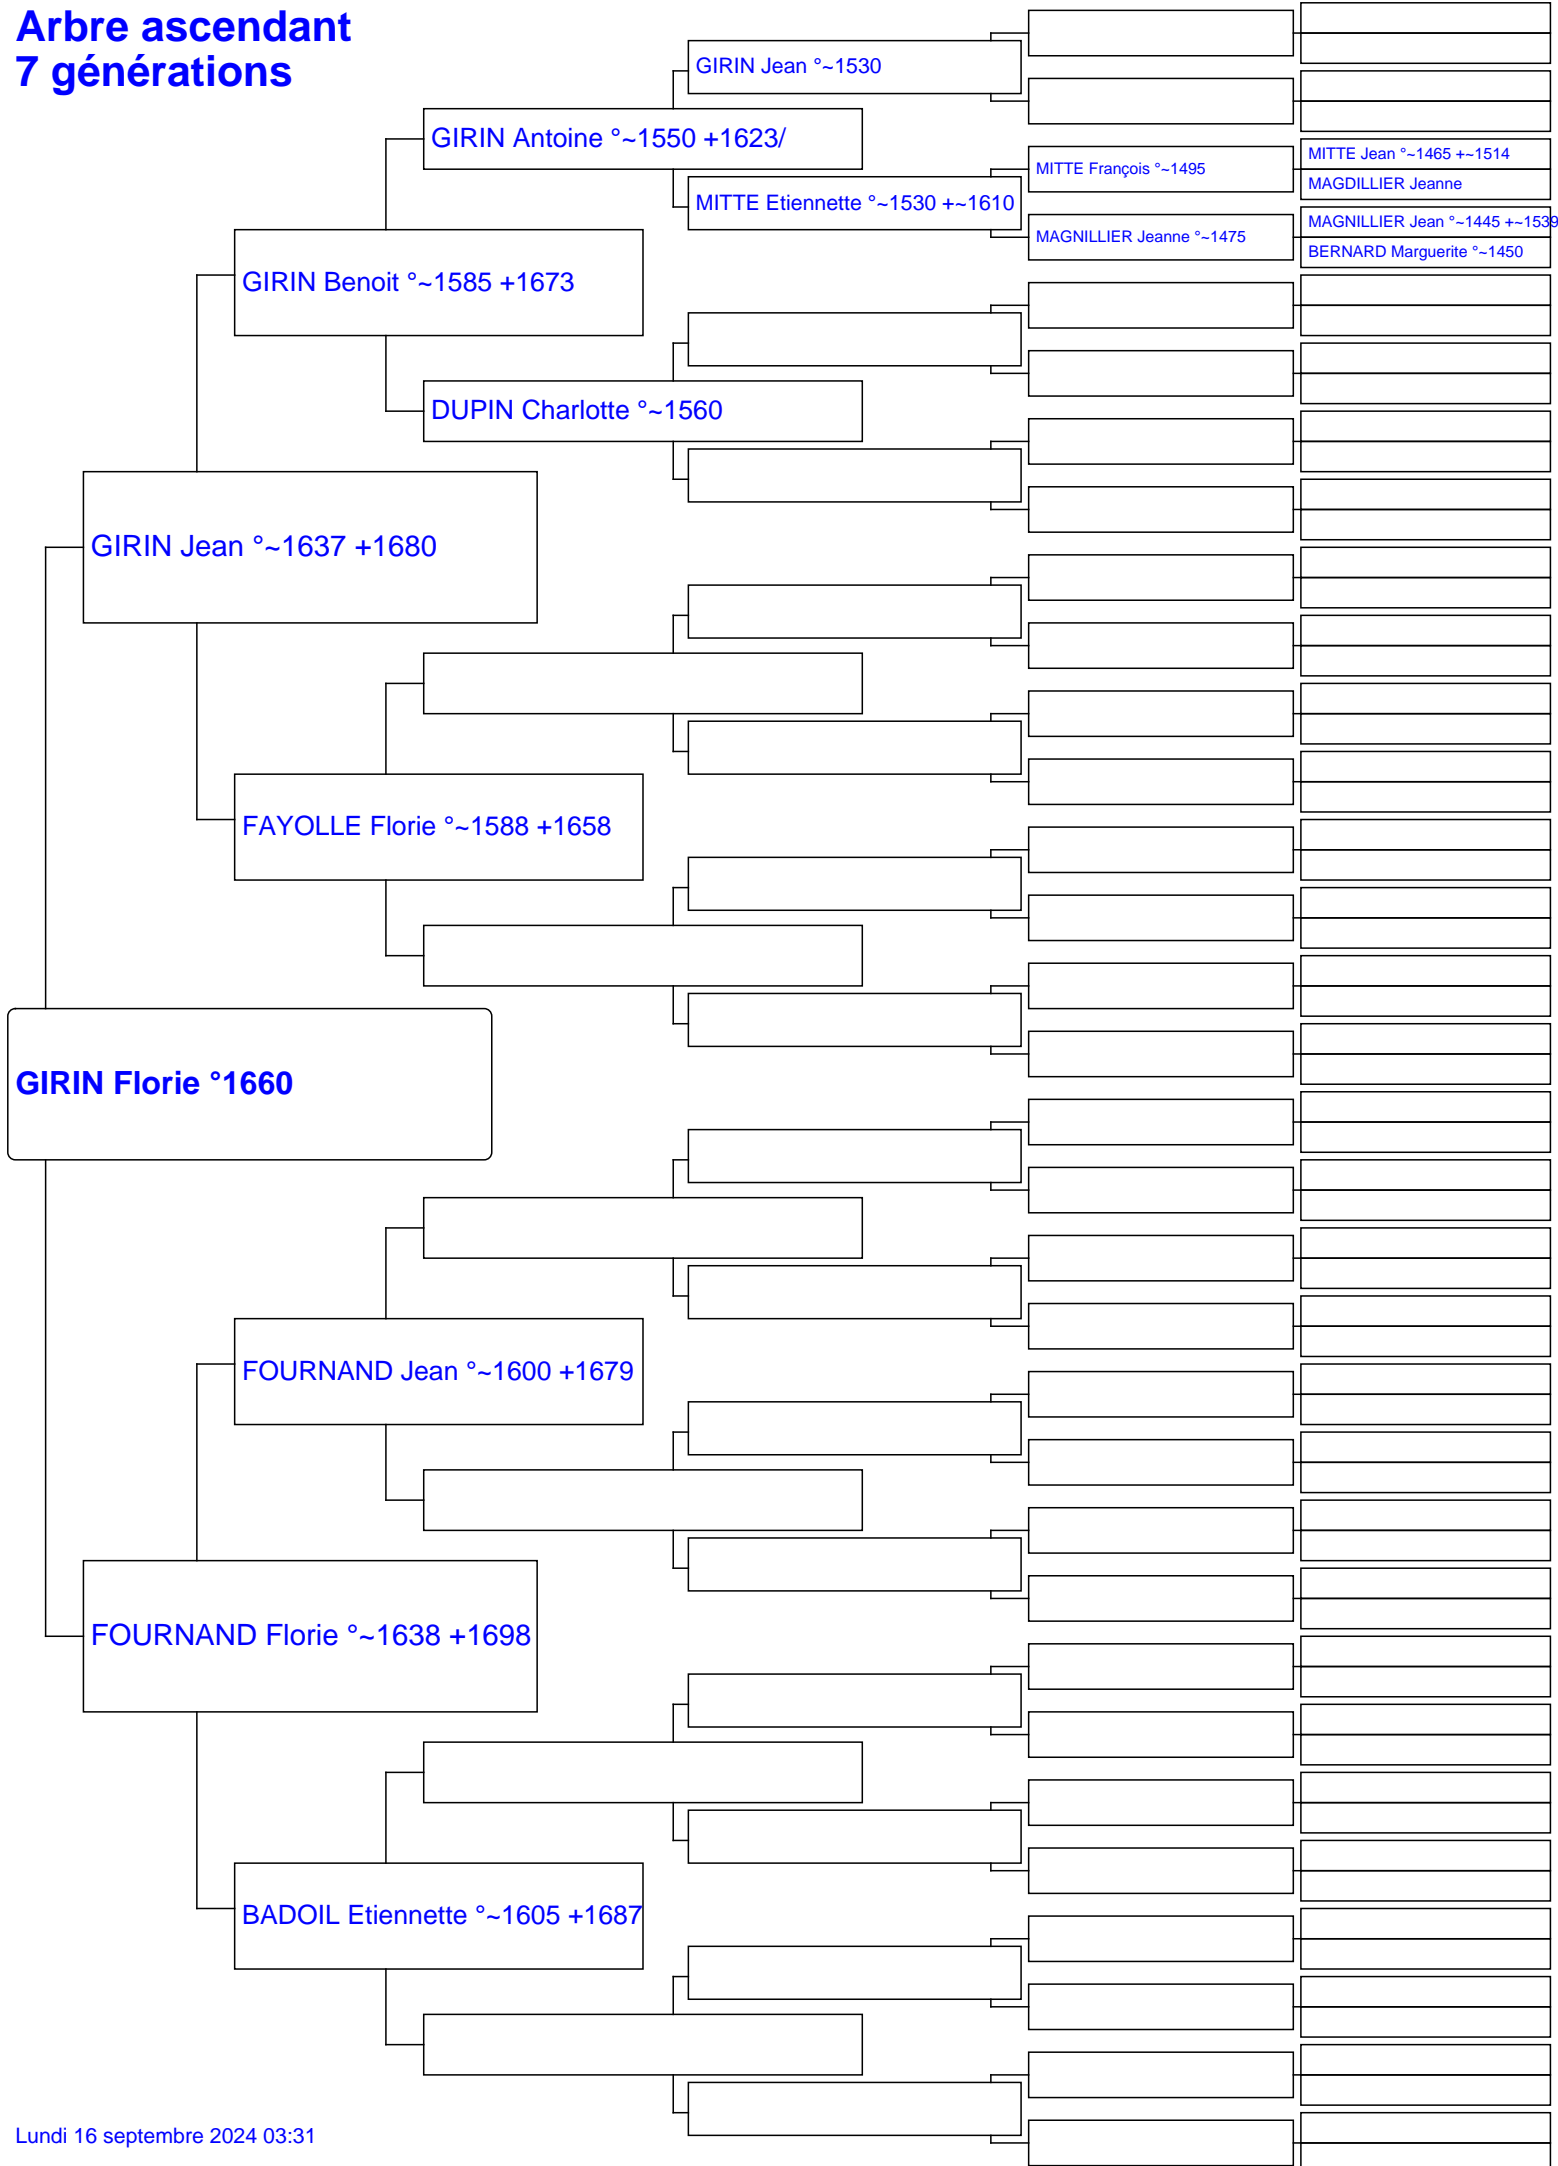 Arbre ascendant
7 générations
GIRIN Jean °~1530
GIRIN Antoine °~1550 +1623/
MITTE Jean °~1465 +~1514
MITTE François °~1495
MAGDILLIER Jeanne
MITTE Etiennette °~1530 +~1610
MAGNILLIER Jean °~1445 +~1539
MAGNILLIER Jeanne °~1475
BERNARD Marguerite °~1450
GIRIN Benoit °~1585 +1673
DUPIN Charlotte °~1560
GIRIN Jean °~1637 +1680
FAYOLLE Florie °~1588 +1658
GIRIN Florie °1660
FOURNAND Jean °~1600 +1679
FOURNAND Florie °~1638 +1698
BADOIL Etiennette °~1605 +1687
Lundi 16 septembre 2024 03:31